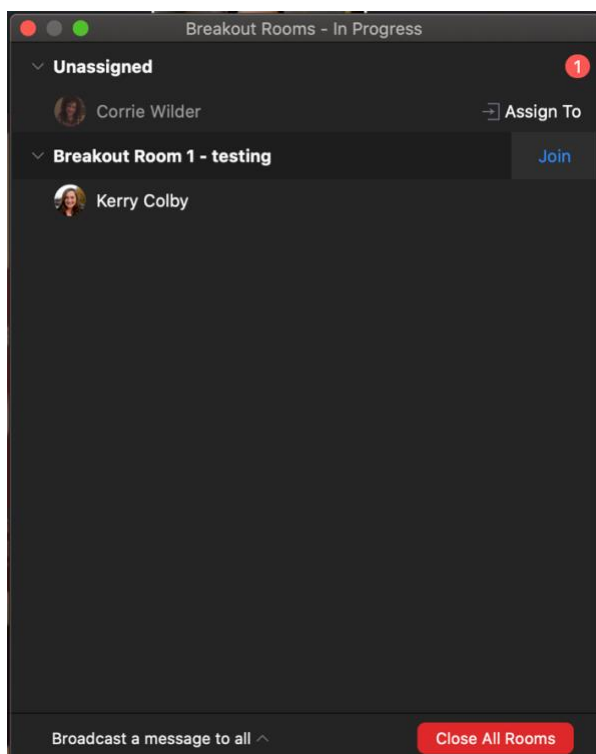 Breakout Rooms - In Progress
Unassigned 1
Corrie Wilder Assign To
Breakout Room 1 - testing Join
Kerry Colby
Broadcast a message to all Close All Rooms